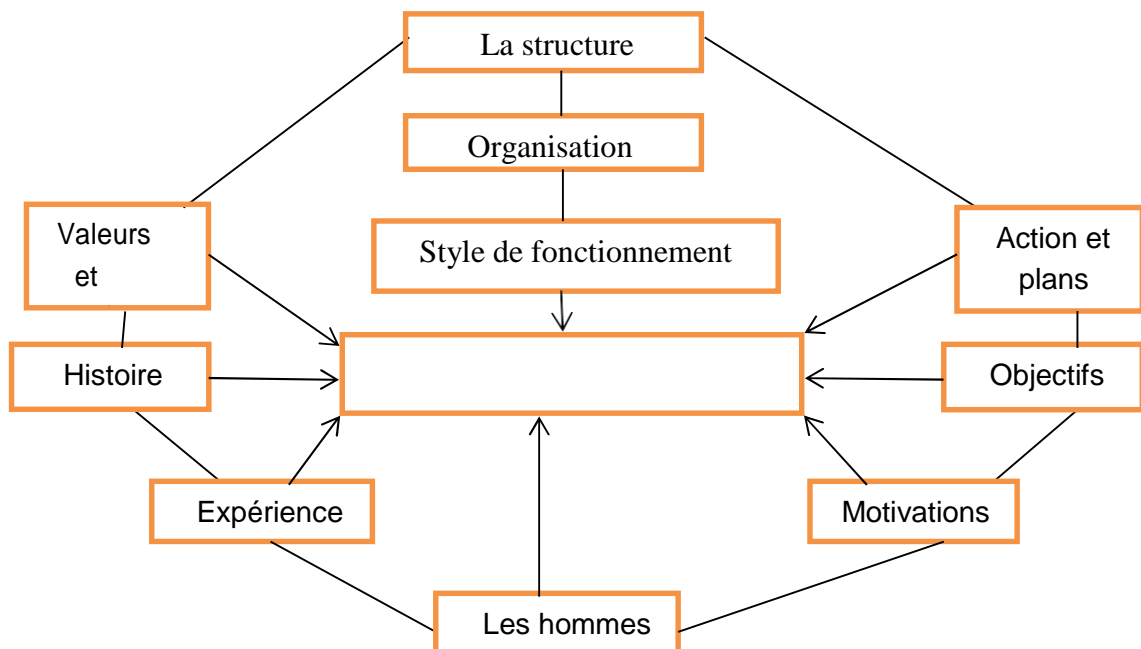 La structure
Organisation
Style de fonctionnement
Valeurs
et
Action et
plans
Histoire
Objectifs
Expérience
Motivations
Les hommes